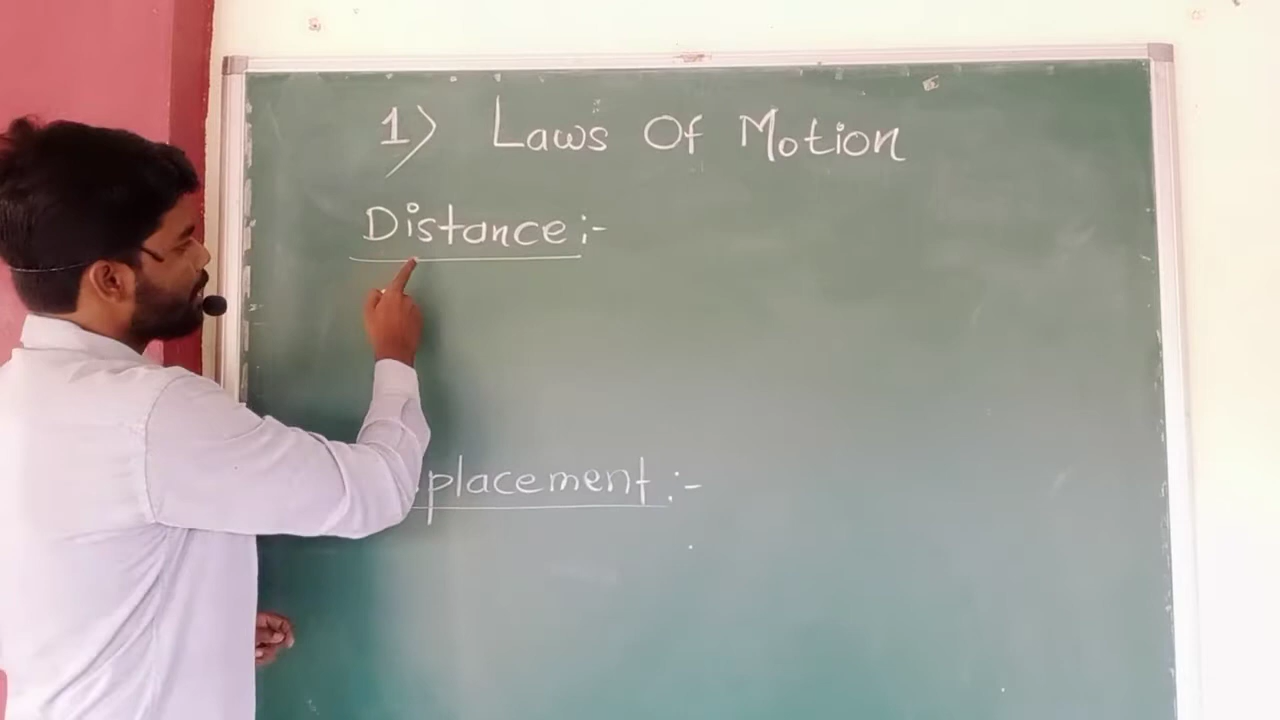 1) Laws Of Motion
Distance :-
placement :-